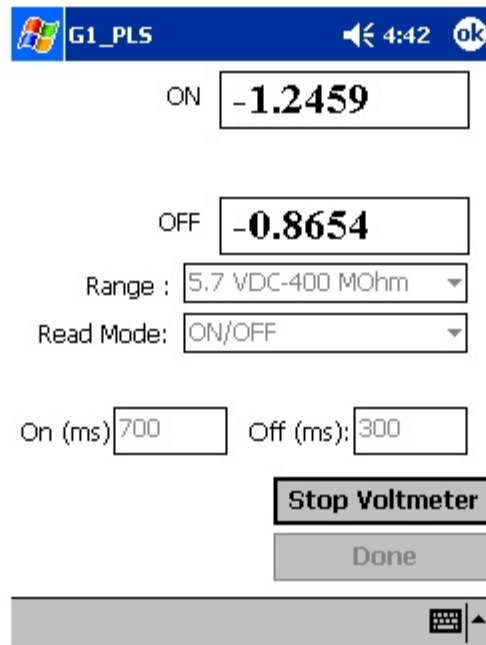 G1_PLS 4:42 ok
ON -1.2459
OFF -0.8654
Range : 5.7 VDC-400 MOhm
Read Mode: ON/OFF
On (ms) 700 Off (ms): 300
Stop Voltmeter
Done